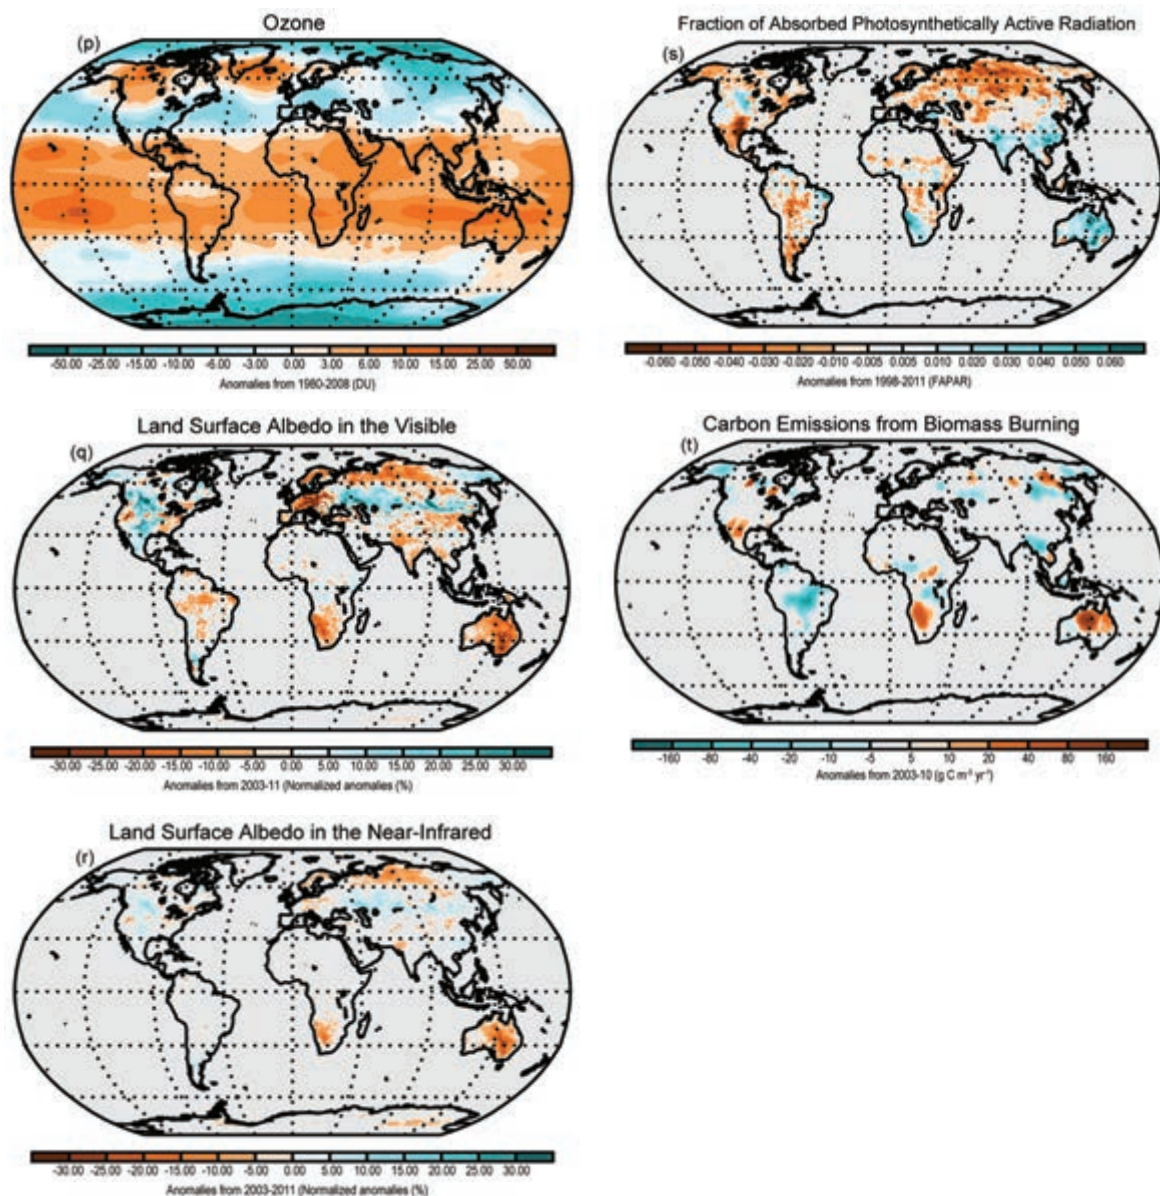 Ozone
(p)
-50.00 -25.00 -15.00 -10.00 -6.00 -3.00 0.00 3.00 6.00 10.00 15.00 25.00 50.00
Anomalies from 1980-2008 (DU)
Fraction of Absorbed Photosynthetically Active Radiation
(s)
-0.060 -0.050 -0.040 -0.030 -0.020 -0.010 0.005 0.005 0.010 0.020 0.030 0.040 0.050 0.060
Anomalies from 1998-2011 (FAPAR)
Land Surface Albedo in the Visible
(q)
-30.00 -25.00 -20.00 -15.00 -10.00 -5.00 0.00 5.00 10.00 15.00 20.00 25.00 30.00
Anomalies from 2003-11 (Normalized anomalies (%)
Carbon Emissions from Biomass Burning
(t)
-160 -80 -40 -20 -10 -5 5 10 20 40 80 160
Anomalies from 2003-10 (g C m⁻² yr⁻¹)
Land Surface Albedo in the Near-Infrared
(r)
-30.00 -25.00 -20.00 -15.00 -10.00 -5.00 0.00 5.00 10.00 15.00 20.00 25.00 30.00
Anomalies from 2003-2011 (Normalized anomalies (%)